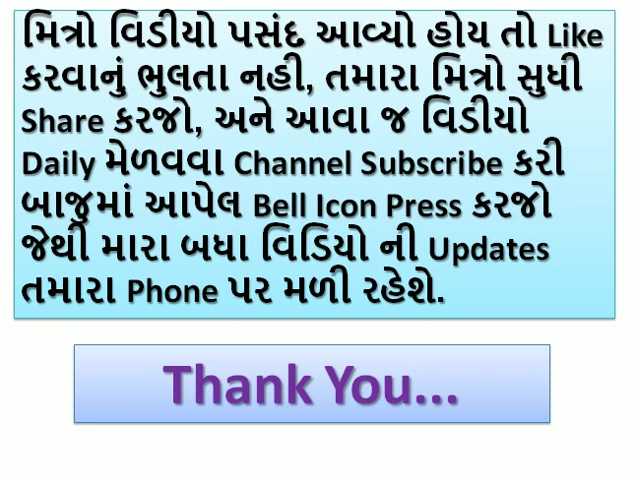 મિત્રો વિડીયો પસંદ આવ્યો હોય તો Like
કરવાનું ભુલતા નહી, તમારા મિત્રો સુધી
Share કરજો, અને આવા જ વિડીયો
Daily મેળવવા Channel Subscribe કરી
બાજુમાં આપેલ Bell Icon Press કરજો
જેથી મારા બધા વિડિયો ની Updates
તમારા Phone પર મળી રહેશે.
Thank You...